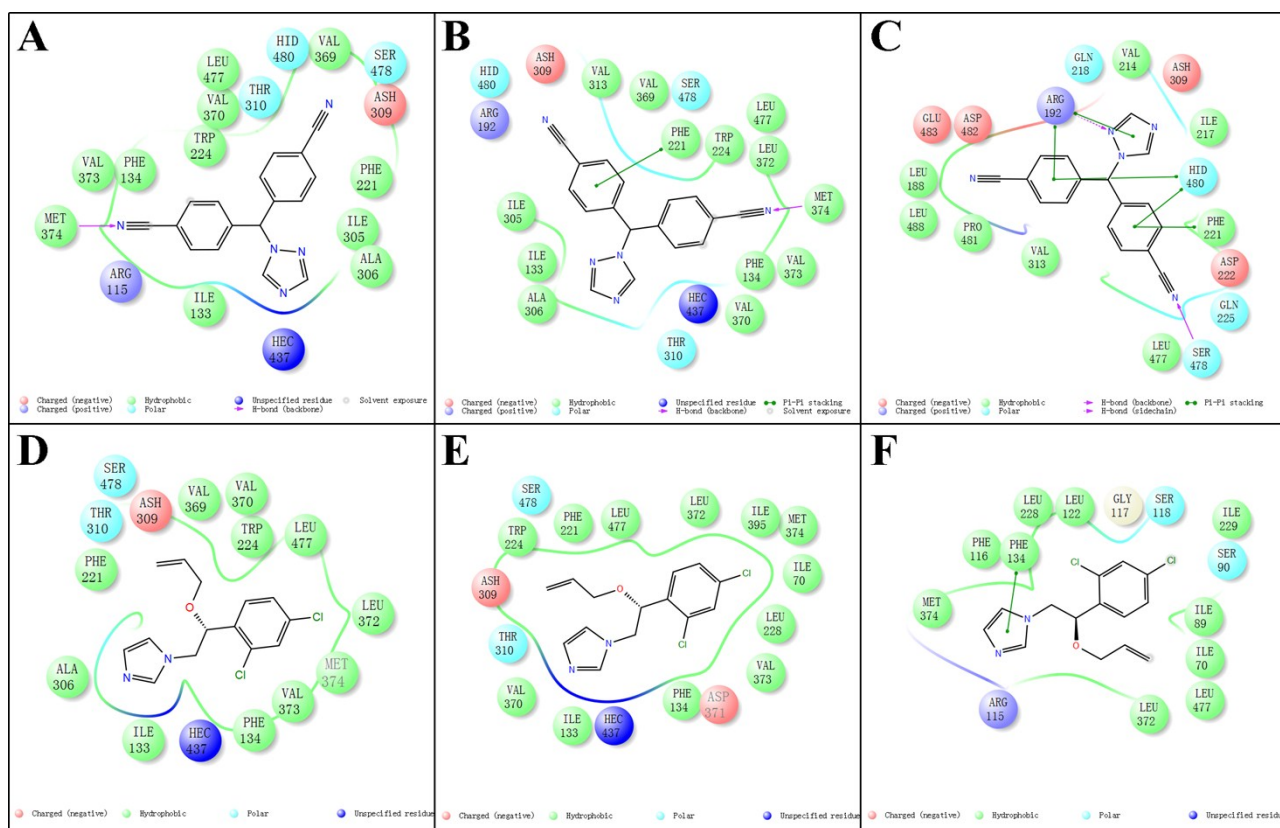 A
HID
480
VAL
369
SER
478
LEU
477
THR
310
VAL
370
ASH
309
TRP
224
N
VAL
373
PHE
134
PHE
221
MET
374
N
ILE
305
N
N
ALA
306
ARG
115
ILE
133
N
HEC
437
Charged (negative) Hydrophobic Unspecified residue Solvent exposure
Charged (positive) Polar H-bond (backbone)
B
ASH
309
HID
480
VAL
313
VAL
369
SER
478
ARG
192
LEU
477
N
PHE
221
TRP
224
LEU
372
MET
374
ILE
305
N
ILE
133
N
N
N
PHE
134
VAL
373
ALA
306
HEC
437
VAL
370
THR
310
Charged (negative) Hydrophobic Unspecified residue Pi-Pi stacking
Charged (positive) Polar H-bond (backbone) Solvent exposure
C
GLN
218
VAL
214
ASH
309
ARG
192
GLU
483
ASP
482
N
N
N
ILE
217
LEU
188
N
HID
480
LEU
488
PRO
481
VAL
313
PHE
221
ASP
222
N
GLN
225
LEU
477
SER
478
Charged (negative) Hydrophobic H-bond (backbone) Pi-Pi stacking
Charged (positive) Polar H-bond (sidechain)
D
SER
478
ASH
309
VAL
369
VAL
370
THR
310
TRP
224
LEU
477
PHE
221
O
Cl
LEU
372
N
N
Cl
MET
374
ALA
306
VAL
373
ILE
133
HEC
437
PHE
134
Charged (negative) Hydrophobic Polar Unspecified residue
E
SER
478
PHE
221
LEU
477
LEU
372
ILE
395
MET
374
TRP
224
ASH
309
O
Cl
ILE
70
N
N
Cl
LEU
228
THR
310
VAL
370
ILE
133
HEC
437
PHE
134
ASP
371
VAL
373
Charged (negative) Hydrophobic Polar Unspecified residue
F
LEU
228
LEU
122
GLY
117
SER
118
ILE
229
PHE
116
PHE
134
Cl
Cl
SER
90
MET
374
N
N
O
ILE
89
ILE
70
ARG
115
LEU
372
LEU
477
Charged (negative) Hydrophobic Polar Unspecified resid